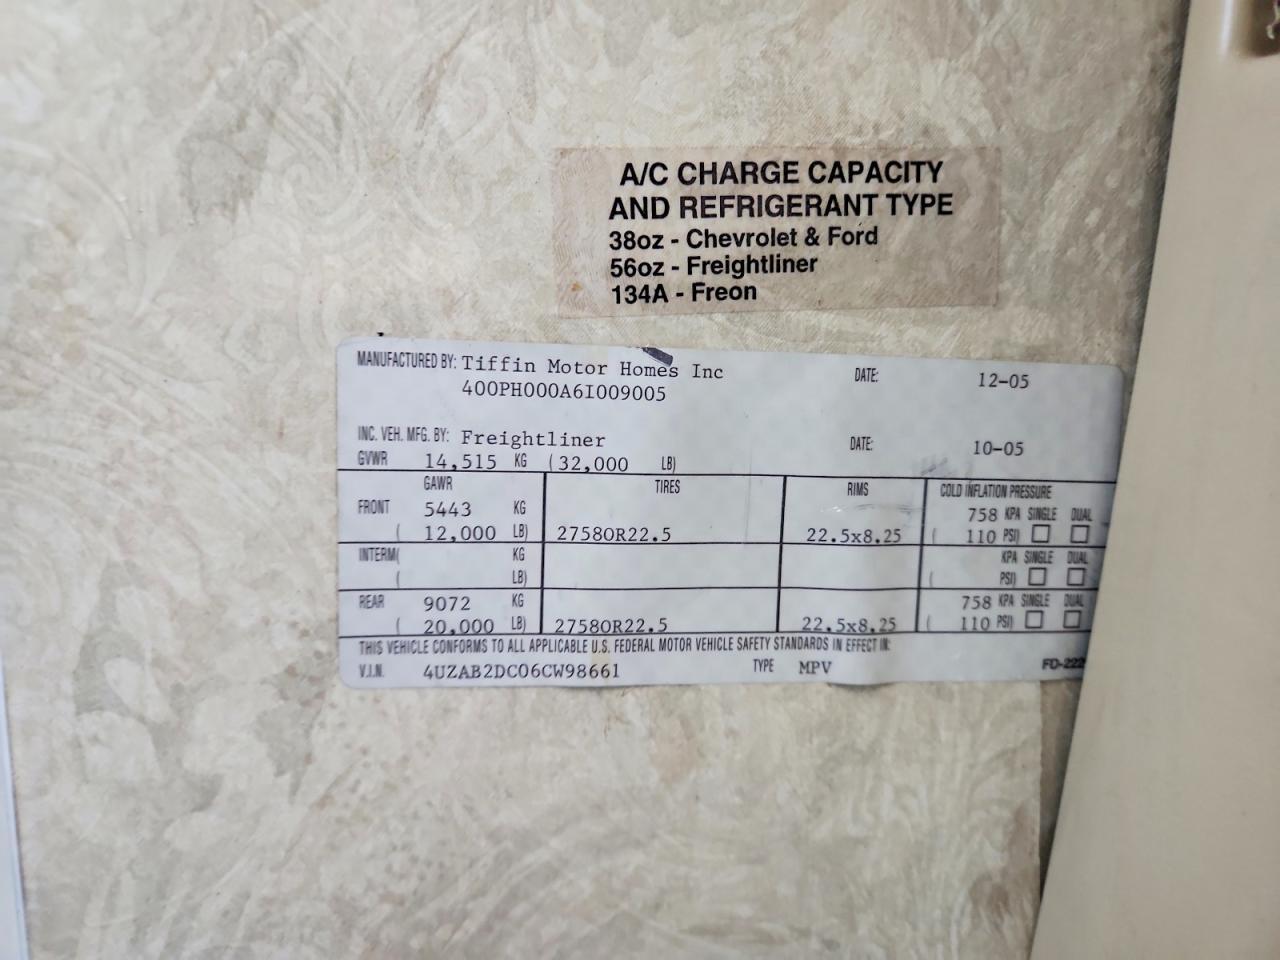 A/C CHARGE CAPACITY
AND REFRIGERANT TYPE
38oz - Chevrolet & Ford
56oz - Freightliner
134A - Freon
MANUFACTURED BY: Tiffin Motor Homes Inc DATE: 12-05
400PH000A6I009005
INC. VEH. MFG. BY: Freightliner DATE: 10-05
GVWR 14,515 KG (32,000 LB)
GAWR TIRES RIMS COLD INFLATION PRESSURE
FRONT 5443 KG 758 KPA SINGLE DUAL
( 12,000 LB) 27580R22.5 22.5x8.25 ( 110 PSI)
INTERM( KG KPA SINGLE DUAL
( LB) ( PSI)
REAR 9072 KG 758 KPA SINGLE DUAL
( 20,000 LB) 27580R22.5 22.5x8.25 ( 110 PSI)
THIS VEHICLE CONFORMS TO ALL APPLICABLE U.S. FEDERAL MOTOR VEHICLE SAFETY STANDARDS IN EFFECT IN:
V.I.N. 4UZAB2DC06CW98661 TYPE MPV FD-222